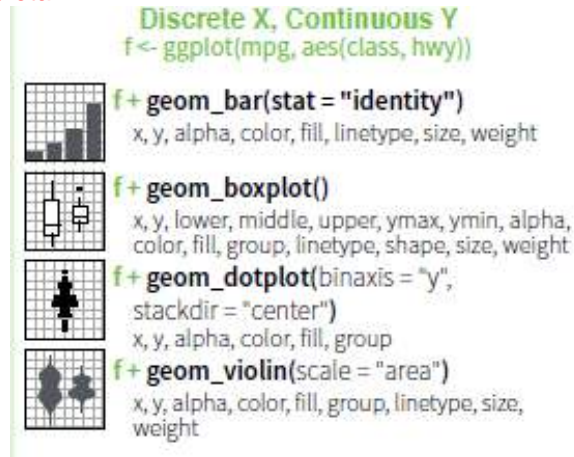 Discrete X, Continuous Y
f <- ggplot(mpg, aes(class, hwy))
f + geom_bar(stat = "identity")
x, y, alpha, color, fill, linetype, size, weight
f + geom_boxplot()
x, y, lower, middle, upper, ymax, ymin, alpha,
color, fill, group, linetype, shape, size, weight
f + geom_dotplot(binaxis = "y",
stackdir = "center")
x, y, alpha, color, fill, group
f + geom_violin(scale = "area")
x, y, alpha, color, fill, group, linetype, size,
weight